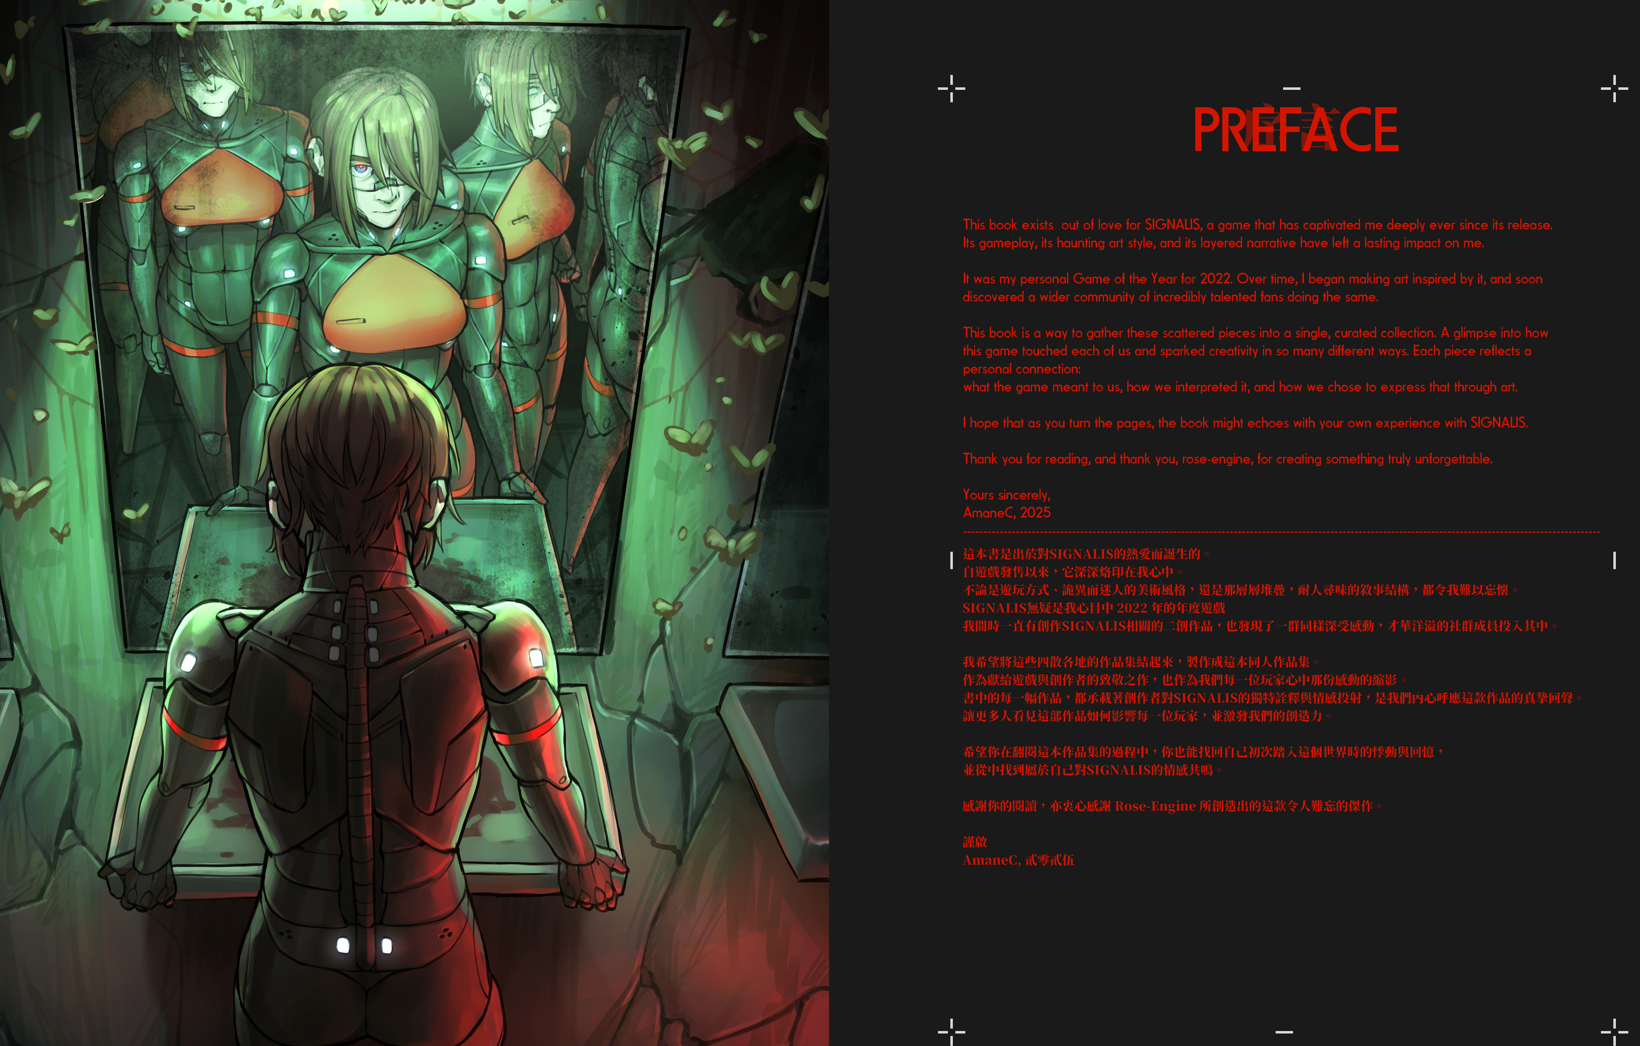 PREFACE
This book exists  out of love for SIGNALIS, a game that has captivated me deeply ever since its release.
Its gameplay, its haunting art style, and its layered narrative have left a lasting impact on me.
It was my personal Game of the Year for 2022. Over time, I began making art inspired by it, and soon
discovered a wider community of incredibly talented fans doing the same.
This book is a way to gather these scattered pieces into a single, curated collection. A glimpse into how
this game touched each of us and sparked creativity in so many different ways. Each piece reflects a
personal connection:
what the game meant to us, how we interpreted it, and how we chose to express that through art.
I hope that as you turn the pages, the book might echoes with your own experience with SIGNALIS.
Thank you for reading, and thank you, rose-engine, for creating something truly unforgettable.
Yours sincerely,
AmaneC, 2025
這本書是出於對SIGNALIS的熱愛而誕生的。
自遊戲發售以來，它深深烙印在我心中。
不論是遊玩方式、詭異而迷人的美術風格，還是那層層堆疊，耐人尋味的敘事結構，都令我難以忘懷。
SIGNALIS無疑是我心目中 2022 年的年度遊戲
我閒時一直有創作SIGNALIS相關的二創作品，也發現了一群同樣深受感動，才華洋溢的社群成員投入其中。
我希望將這些四散各地的作品集結起來，製作成這本同人作品集。
作為獻給遊戲與創作者的致敬之作，也作為我們每一位玩家心中那份感動的縮影。
書中的每一幅作品，都承載著創作者對SIGNALIS的獨特詮釋與情感投射，是我們內心呼應這款作品的真摯回聲。
讓更多人看見這部作品如何影響每一位玩家，並激發我們的創造力。
希望你在翻閱這本作品集的過程中，你也能找回自己初次踏入這個世界時的悸動與回憶，
並從中找到屬於自己對SIGNALIS的情感共鳴。
感謝你的閱讀，亦衷心感謝 Rose-Engine 所創造出的這款令人難忘的傑作。
謹啟
AmaneC, 貳零貳伍